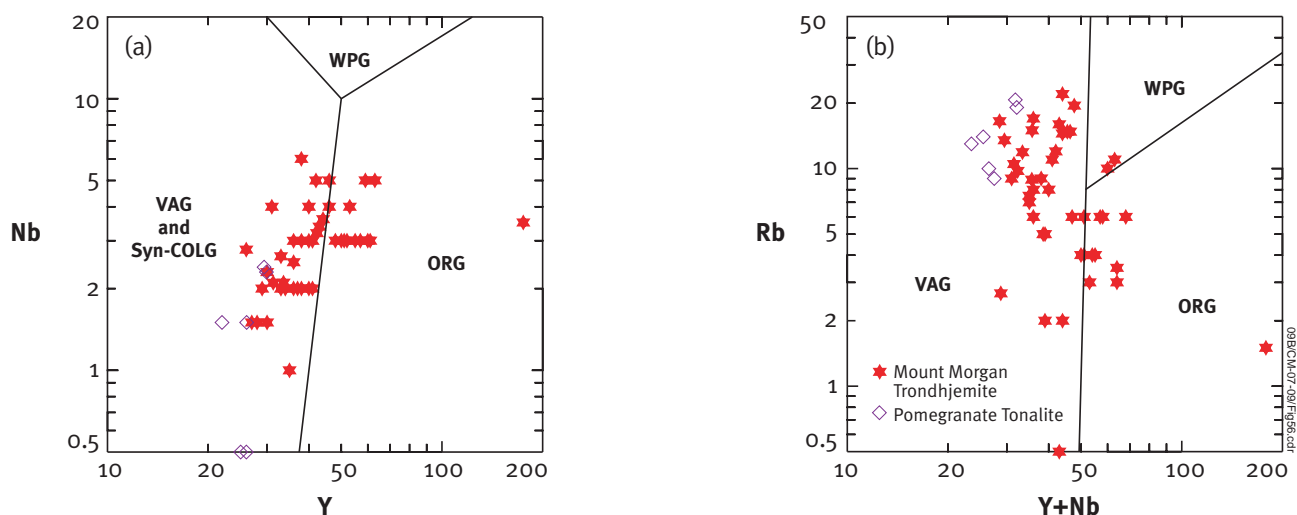 (a)
20
10
5
2
1
0.5
Nb
WPG
VAG
and
Syn-COLG
ORG
10
20
50
100
200
Y
(b)
50
20
10
5
2
1
0.5
Rb
WPG
VAG
ORG
Mount Morgan
Trondhjemite
Pomegranate Tonalite
10
20
50
100
200
Y+Nb
09B/CM-07-09/Fig56.cdr